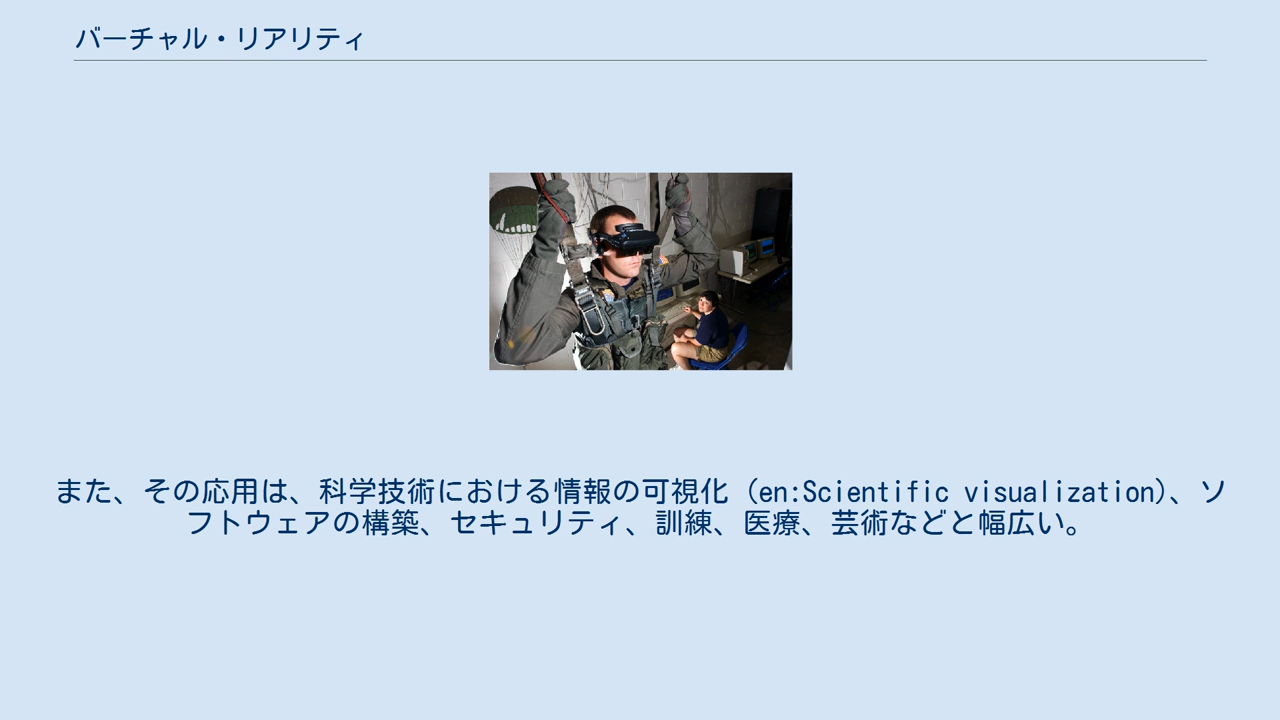 バーチャル・リアリティ
また、その応用は、科学技術における情報の可視化 (en:Scientific visualization)、ソ
フトウェアの構築、セキュリティ、訓練、医療、芸術などと幅広い。